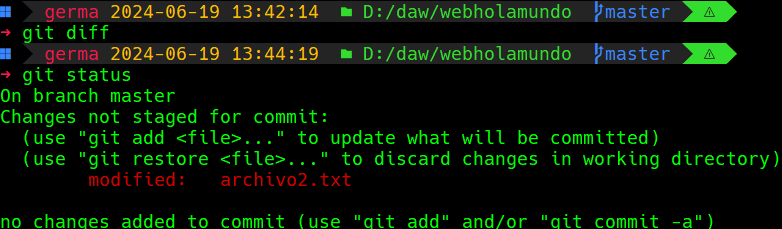 germa 2024-06-19 13:42:14 D:/daw/webholamundo master
➜ git diff
germa 2024-06-19 13:44:19 D:/daw/webholamundo master
➜ git status
On branch master
Changes not staged for commit:
(use "git add <file>..." to update what will be committed)
(use "git restore <file>..." to discard changes in working directory)
modified: archivo2.txt
no changes added to commit (use "git add" and/or "git commit -a")